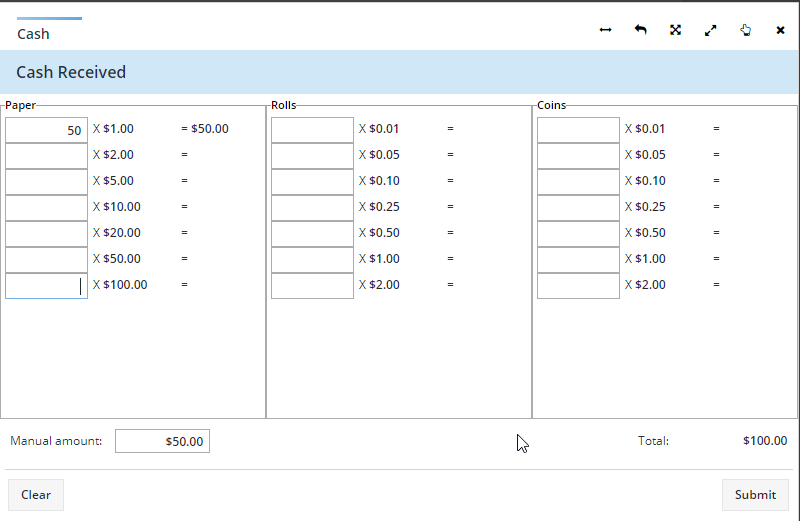 Cash
Cash Received
Paper
50 X $1.00 = $50.00
X $2.00 =
X $5.00 =
X $10.00 =
X $20.00 =
X $50.00 =
X $100.00 =
Rolls
X $0.01 =
X $0.05 =
X $0.10 =
X $0.25 =
X $0.50 =
X $1.00 =
X $2.00 =
Coins
X $0.01 =
X $0.05 =
X $0.10 =
X $0.25 =
X $0.50 =
X $1.00 =
X $2.00 =
Manual amount: $50.00
Total: $100.00
Clear
Submit